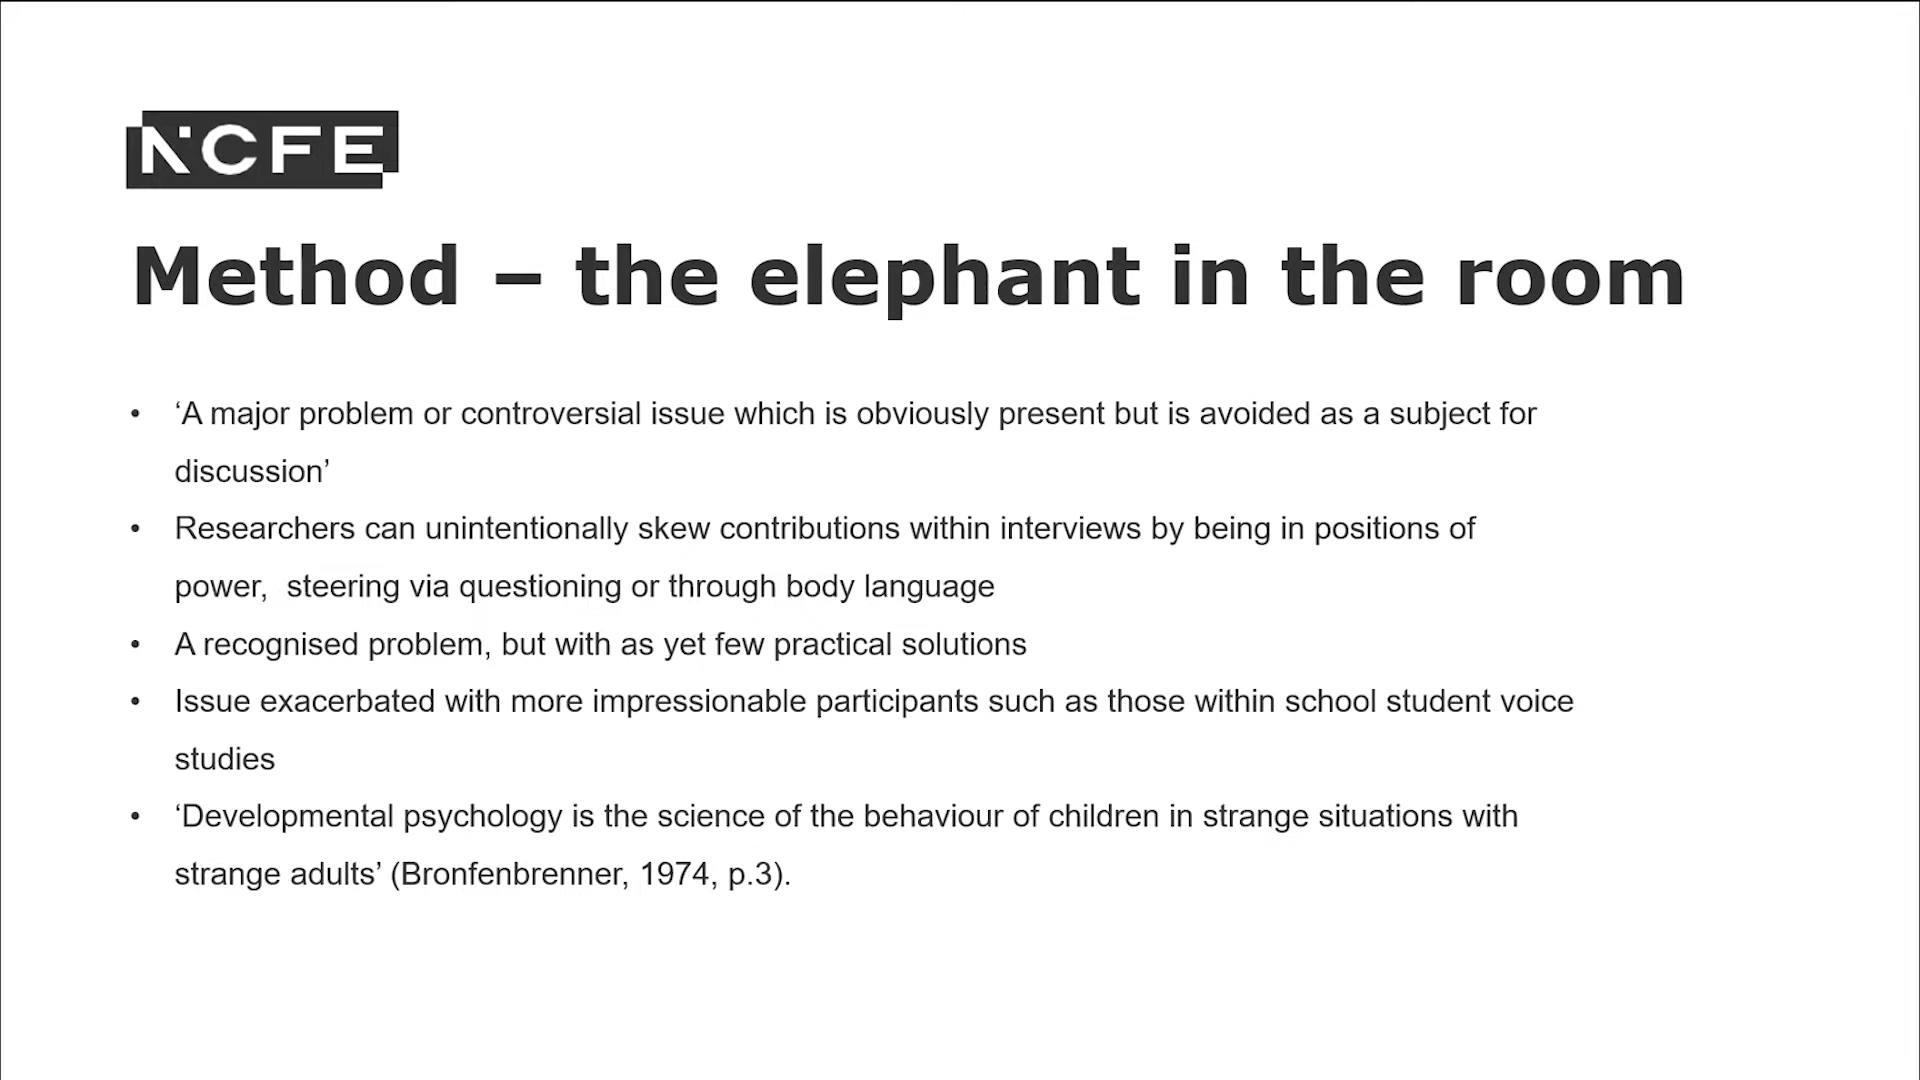 NCFE
Method – the elephant in the room
• ‘A major problem or controversial issue which is obviously present but is avoided as a subject for
discussion’
• Researchers can unintentionally skew contributions within interviews by being in positions of
power,  steering via questioning or through body language
• A recognised problem, but with as yet few practical solutions
• Issue exacerbated with more impressionable participants such as those within school student voice
studies
• ‘Developmental psychology is the science of the behaviour of children in strange situations with
strange adults’ (Bronfenbrenner, 1974, p.3).